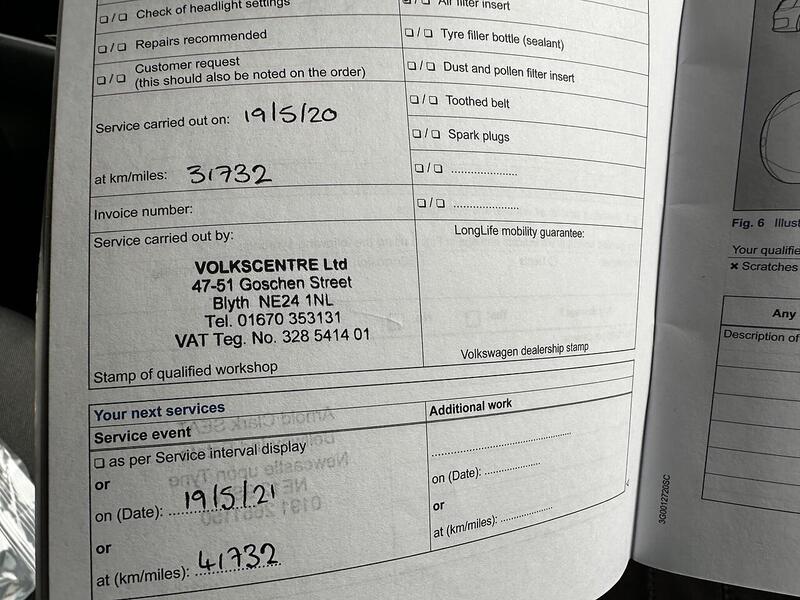 ❏ / ❏ Check of headlight settings
❏ / ❏ Repairs recommended
❏ / ❏ Customer request
(this should also be noted on the order)
Service carried out on: 19/5/20
at km/miles: 31732
Invoice number:
Service carried out by:
VOLKSCENTRE Ltd
47-51 Goschen Street
Blyth NE24 1NL
Tel. 01670 353131
VAT Teg. No. 328 5414 01
Stamp of qualified workshop
❏ / ❏ Air filter insert
❏ / ❏ Tyre filler bottle (sealant)
❏ / ❏ Dust and pollen filter insert
❏ / ❏ Toothed belt
❏ / ❏ Spark plugs
❏ / ❏ ....................
❏ / ❏ ....................
LongLife mobility guarantee:
Volkswagen dealership stamp
Your next services
Service event
❏ as per Service interval display
or
on (Date): 19/5/21
or
at (km/miles): 41732
Additional work
........................................
on (Date): ................
or
at (km/miles): ...............
3G0012720SC
Fig. 6 Illust
Your qualifie
✗ Scratches
Any
Description of